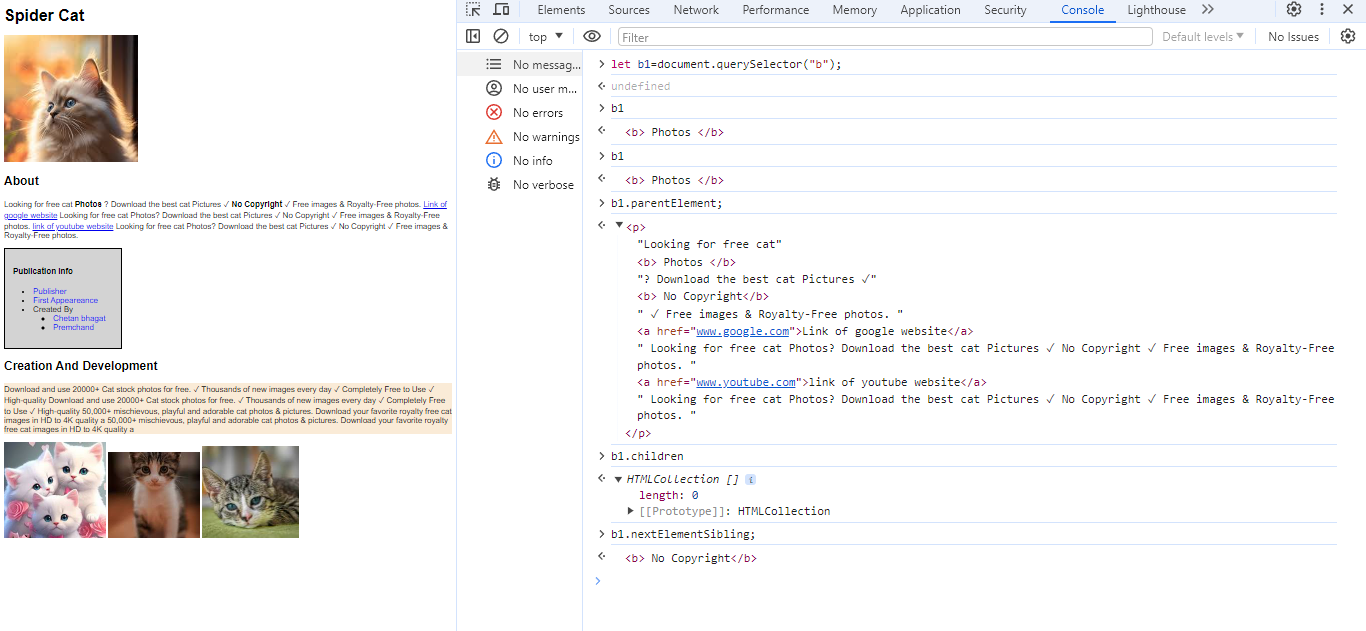 Spider Cat
About
Looking for free cat Photos ? Download the best cat Pictures ✓ No Copyright ✓ Free images & Royalty-Free photos. Link of
google website Looking for free cat Photos? Download the best cat Pictures ✓ No Copyright ✓ Free images & Royalty-Free
photos. link of youtube website Looking for free cat Photos? Download the best cat Pictures ✓ No Copyright ✓ Free images &
Royalty-Free photos.
Publication Info
Publisher
First Appeareance
Created By
Chetan bhagat
Premchand
Creation And Development
Download and use 20000+ Cat stock photos for free. ✓ Thousands of new images every day ✓ Completely Free to Use ✓
High-quality Download and use 20000+ Cat stock photos for free. ✓ Thousands of new images every day ✓ Completely Free
to Use ✓ High-quality 50,000+ mischievous, playful and adorable cat photos & pictures. Download your favorite royalty free cat
images in HD to 4K quality a 50,000+ mischievous, playful and adorable cat photos & pictures. Download your favorite royalty
free cat images in HD to 4K quality a
Elements Sources Network Performance Memory Application Security Console Lighthouse
top Filter Default levels No Issues
No messag...
No user m...
No errors
No warnings
No info
No verbose
let b1=document.querySelector("b");
undefined
b1
<b> Photos </b>
b1
<b> Photos </b>
b1.parentElement;
<p>
"Looking for free cat"
<b> Photos </b>
"? Download the best cat Pictures ✓"
<b> No Copyright</b>
" ✓ Free images & Royalty-Free photos. "
<a href="www.google.com">Link of google website</a>
" Looking for free cat Photos? Download the best cat Pictures ✓ No Copyright ✓ Free images & Royalty-Free
photos. "
<a href="www.youtube.com">link of youtube website</a>
" Looking for free cat Photos? Download the best cat Pictures ✓ No Copyright ✓ Free images & Royalty-Free
photos. "
</p>
b1.children
HTMLCollection [] i
length: 0
[[Prototype]]: HTMLCollection
b1.nextElementSibling;
<b> No Copyright</b>